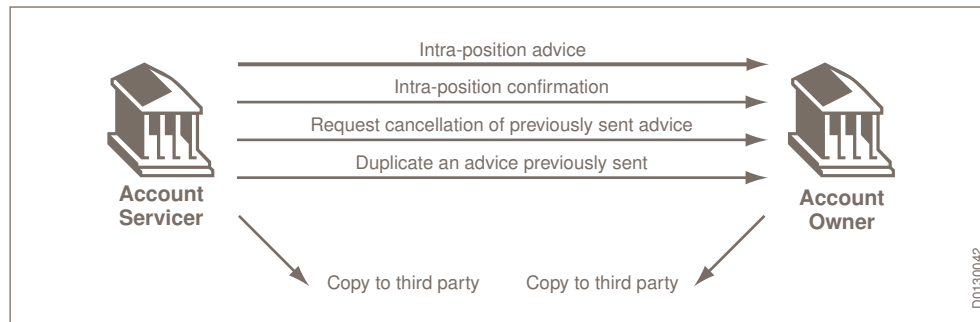 Intra-position advice
Intra-position confirmation
Request cancellation of previously sent advice
Duplicate an advice previously sent
Account
Servicer
Account
Owner
Copy to third party
Copy to third party
D0130042